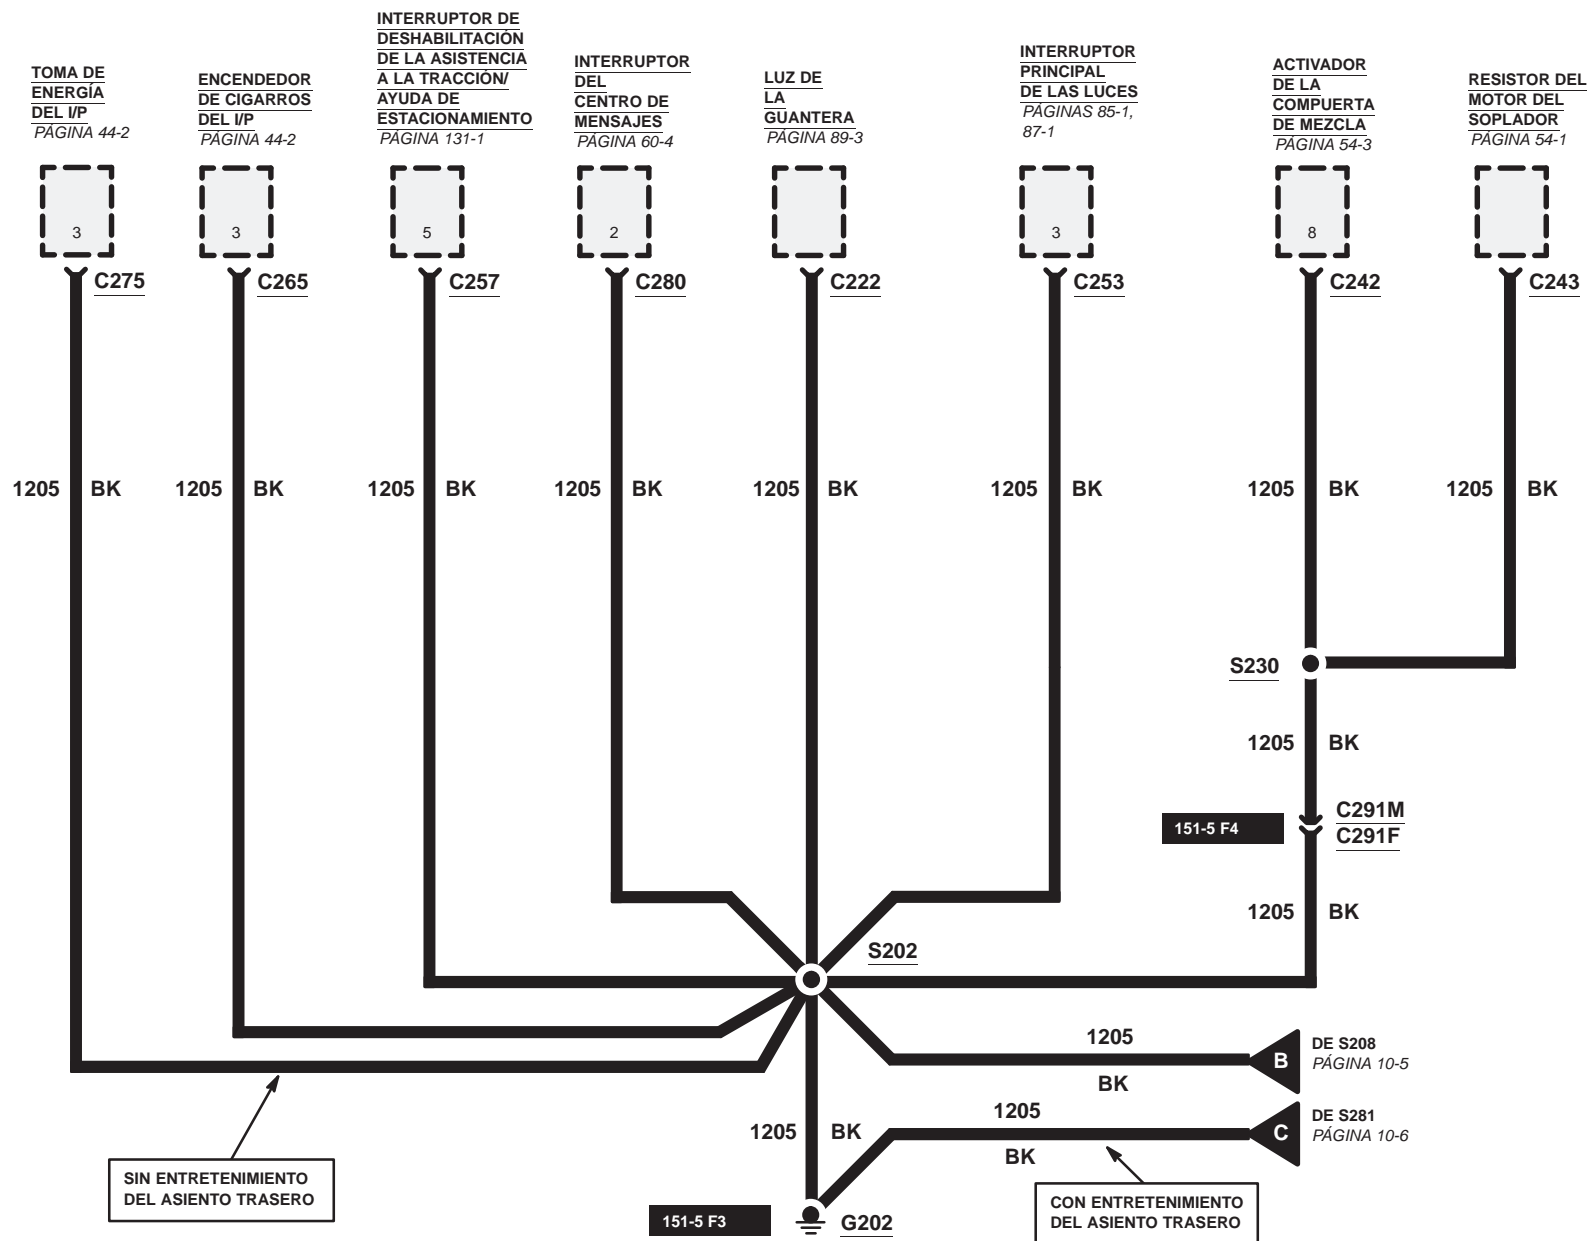 TOMA DE
ENERGÍA
DEL I/P
PÁGINA 44-2
ENCENDEDOR
DE CIGARROS
DEL I/P
PÁGINA 44-2
INTERRUPTOR DE
DESHABILITACIÓN
DE LA ASISTENCIA
A LA TRACCIÓN/
AYUDA DE
ESTACIONAMIENTO
PÁGINA 131-1
INTERRUPTOR
DEL
CENTRO DE
MENSAJES
PÁGINA 60-4
LUZ DE
LA
GUANTERA
PÁGINA 89-3
INTERRUPTOR
PRINCIPAL
DE LAS LUCES
PÁGINAS 85-1,
87-1
ACTIVADOR
DE LA
COMPUERTA
DE MEZCLA
PÁGINA 54-3
RESISTOR DEL
MOTOR DEL
SOPLADOR
PÁGINA 54-1
3 3 5 2 3 8
C275 C265 C257 C280 C222 C253 C242 C243
1205 BK 1205 BK 1205 BK 1205 BK 1205 BK 1205 BK 1205 BK 1205 BK
S230
1205 BK
151-5 F4
C291M
C291F
1205 BK
S202
1205
BK
B
DE S208
PÁGINA 10-5
1205
BK
C
DE S281
PÁGINA 10-6
1205 BK
SIN ENTRETENIMIENTO
DEL ASIENTO TRASERO
CON ENTRETENIMIENTO
DEL ASIENTO TRASERO
151-5 F3
G202